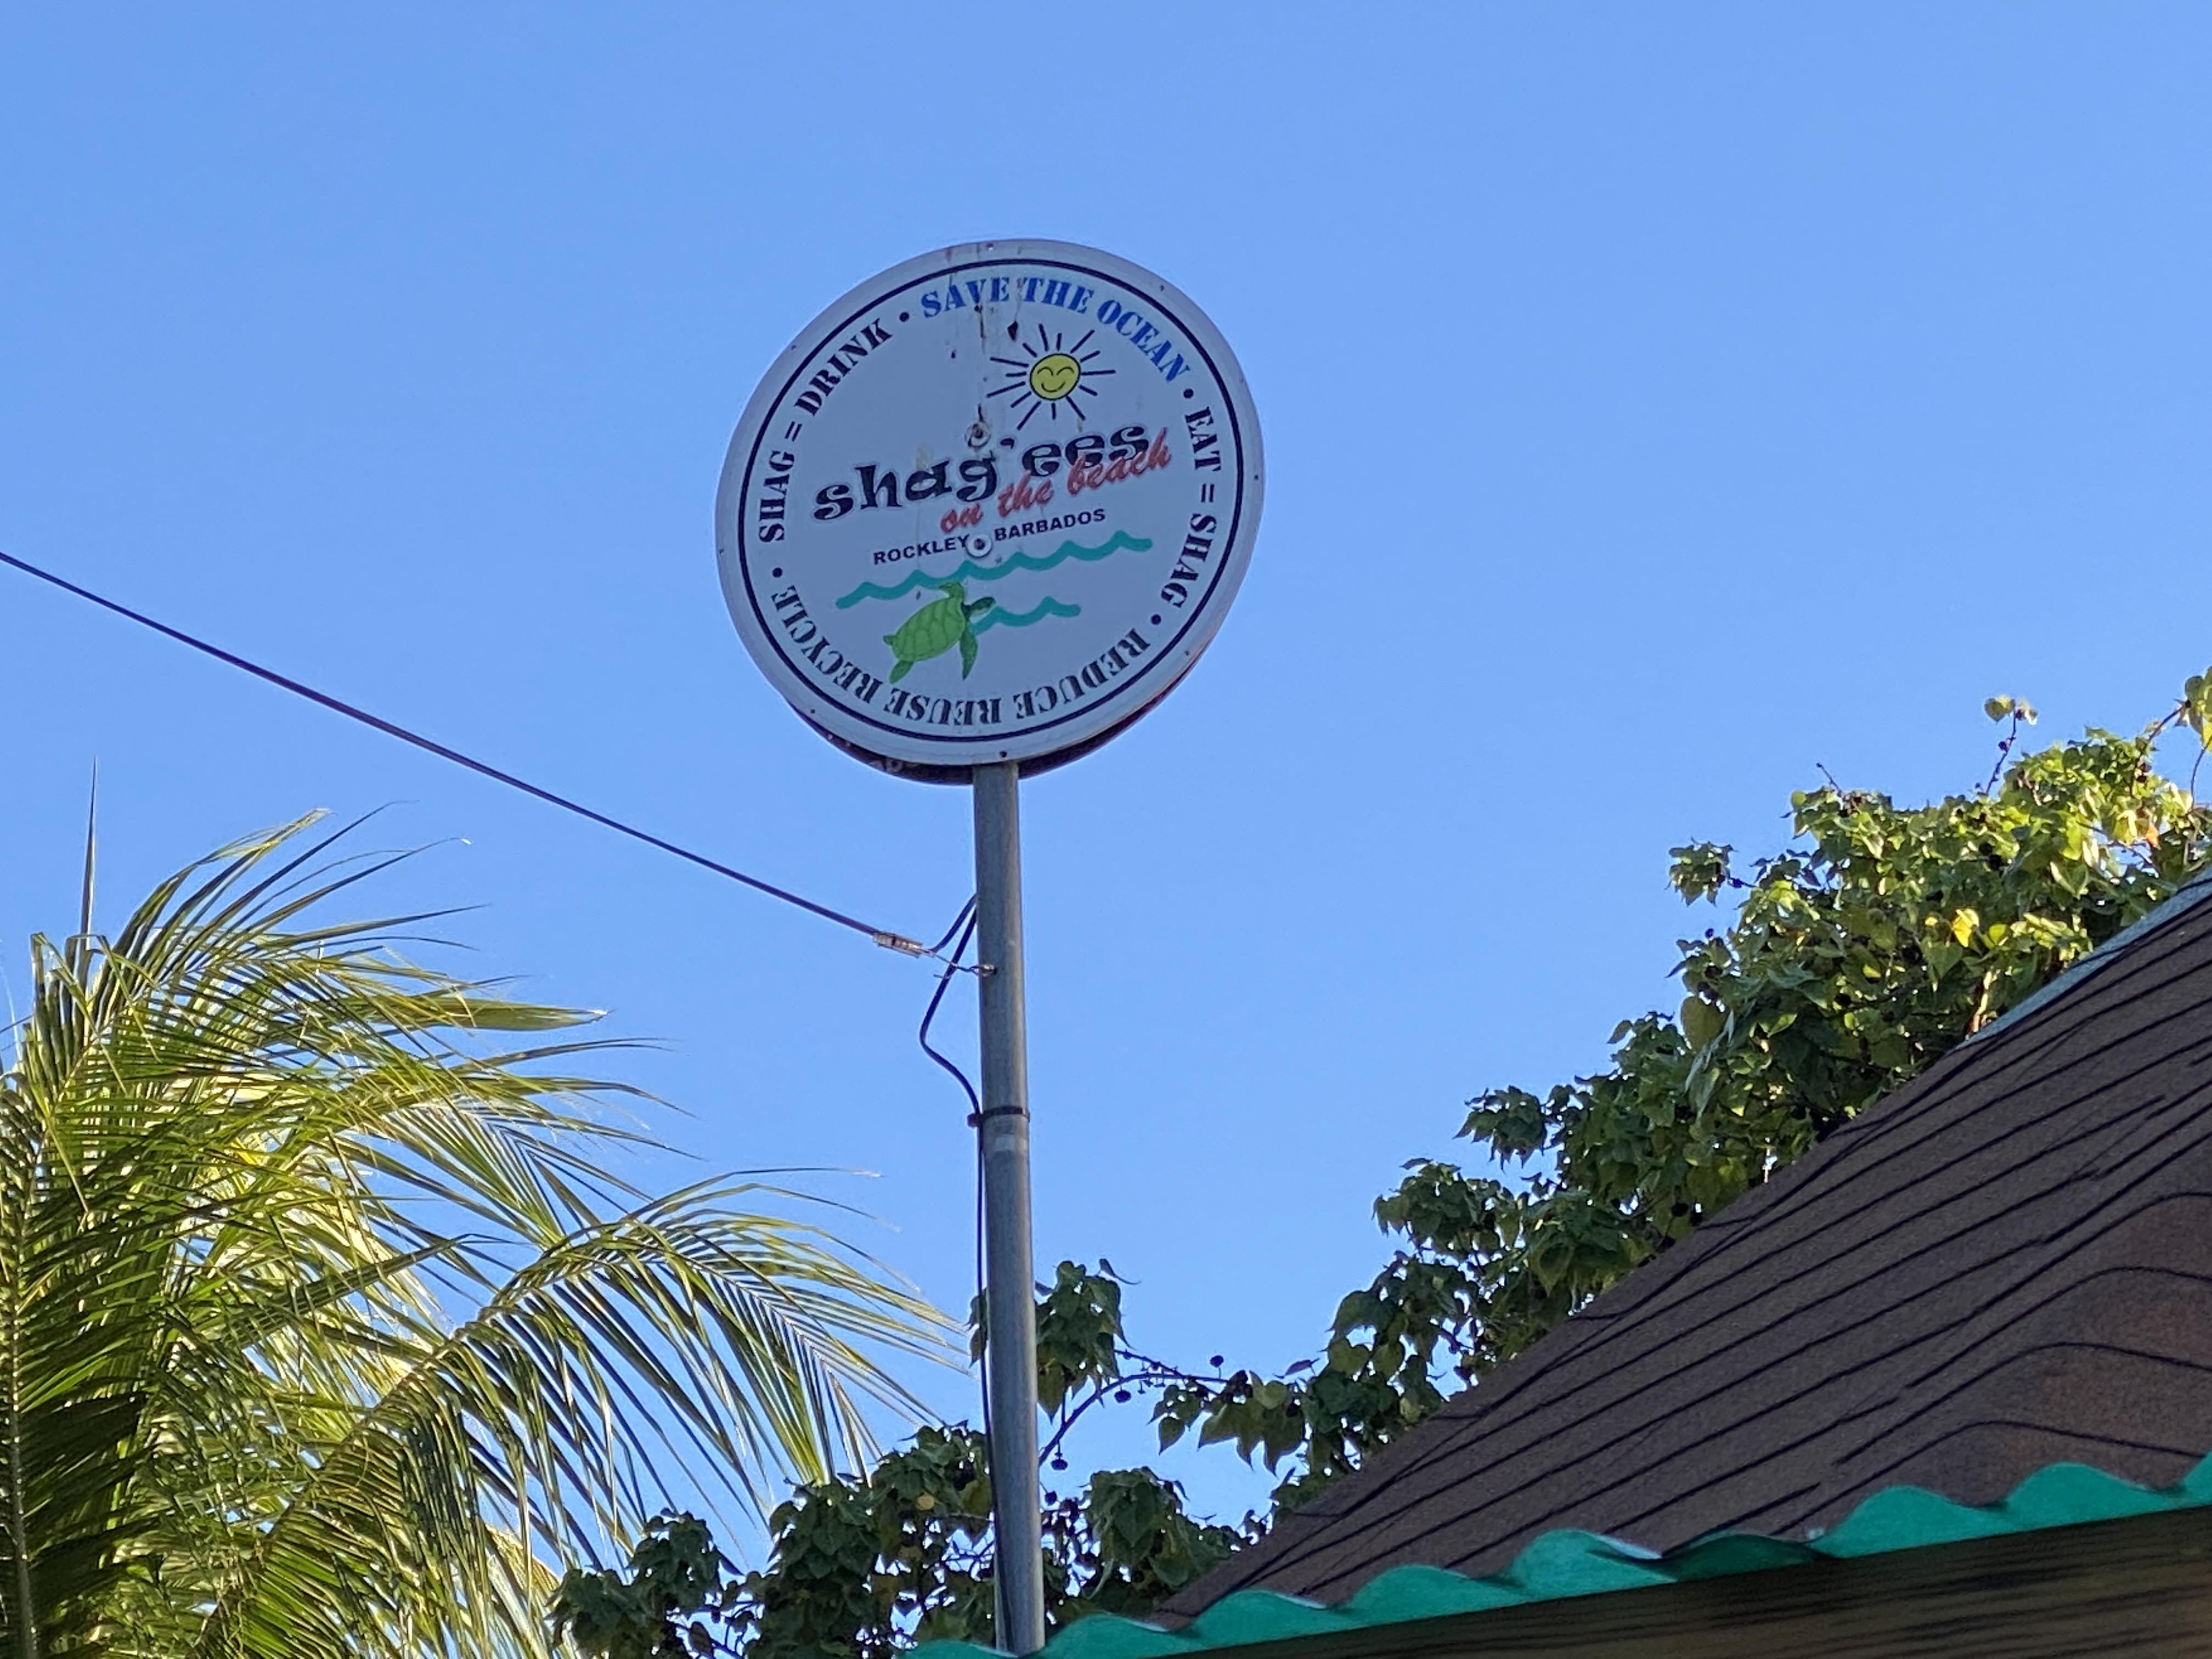 SAVE THE OCEAN • EAT = SHAG • REDUCE REUSE RECYCLE • SHAG = DRINK •
shag'ees
on the beach
ROCKLEY BARBADOS